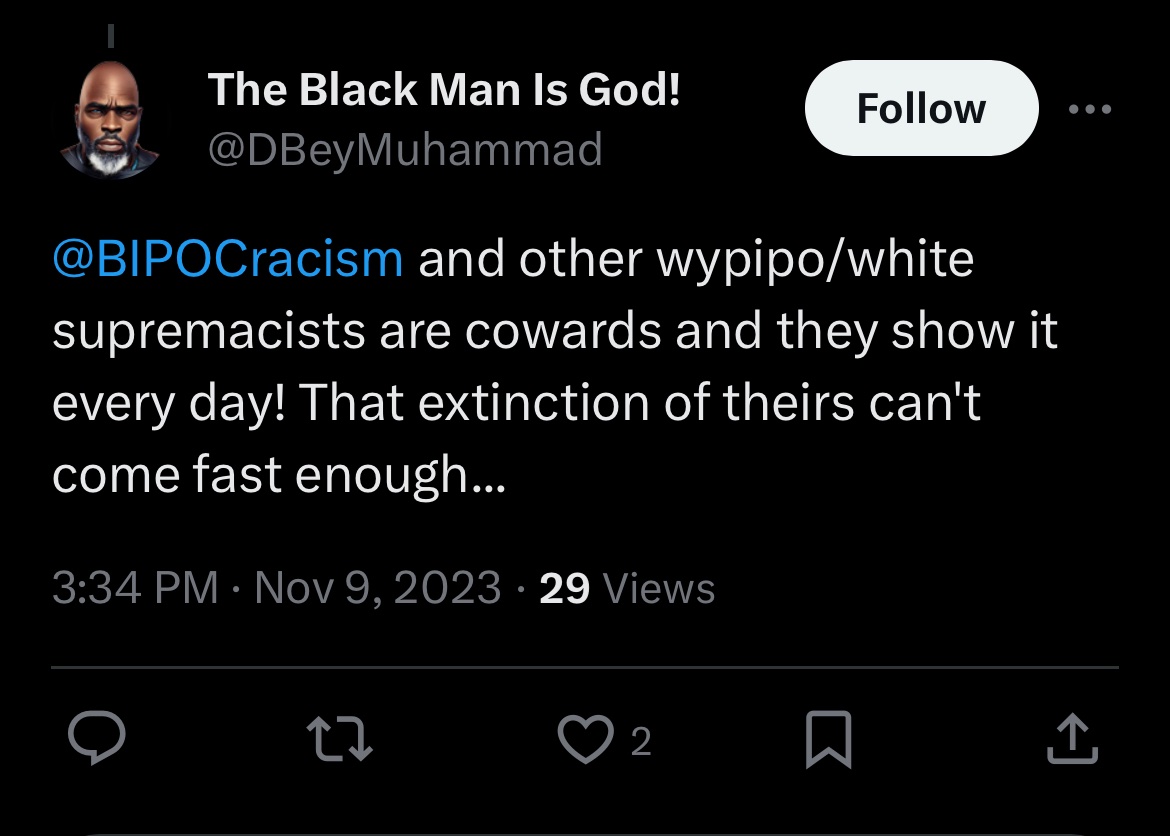 The Black Man Is God!
@DBeyMuhammad
Follow
@BIPOCracism and other wypipo/white
supremacists are cowards and they show it
every day! That extinction of theirs can't
come fast enough...
3:34 PM · Nov 9, 2023 · 29 Views
2